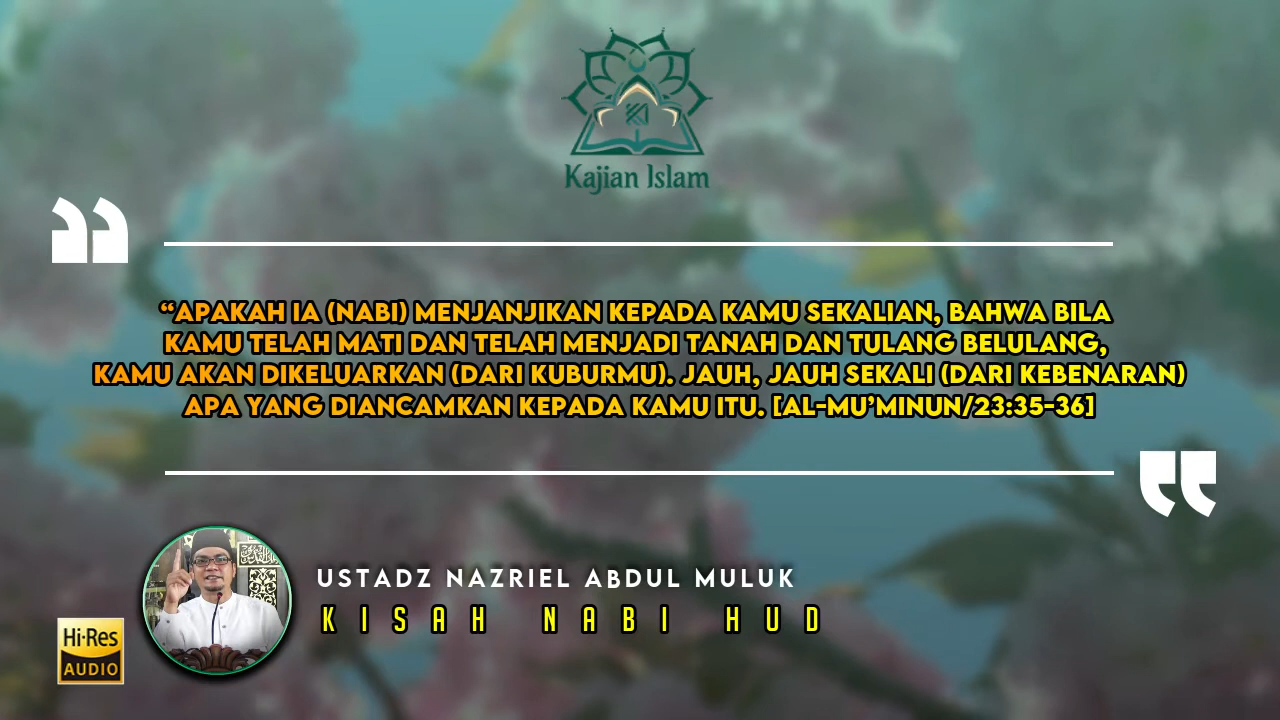 Kajian Islam
“APAKAH IA (NABI) MENJANJIKAN KEPADA KAMU SEKALIAN, BAHWA BILA
KAMU TELAH MATI DAN TELAH MENJADI TANAH DAN TULANG BELULANG,
KAMU AKAN DIKELUARKAN (DARI KUBURMU). JAUH, JAUH SEKALI (DARI KEBENARAN)
APA YANG DIANCAMKAN KEPADA KAMU ITU. [AL-MU’MINUN/23:35-36]
USTADZ NAZRIEL ABDUL MULUK
KISAH NABI HUD
Hi-Res
AUDIO